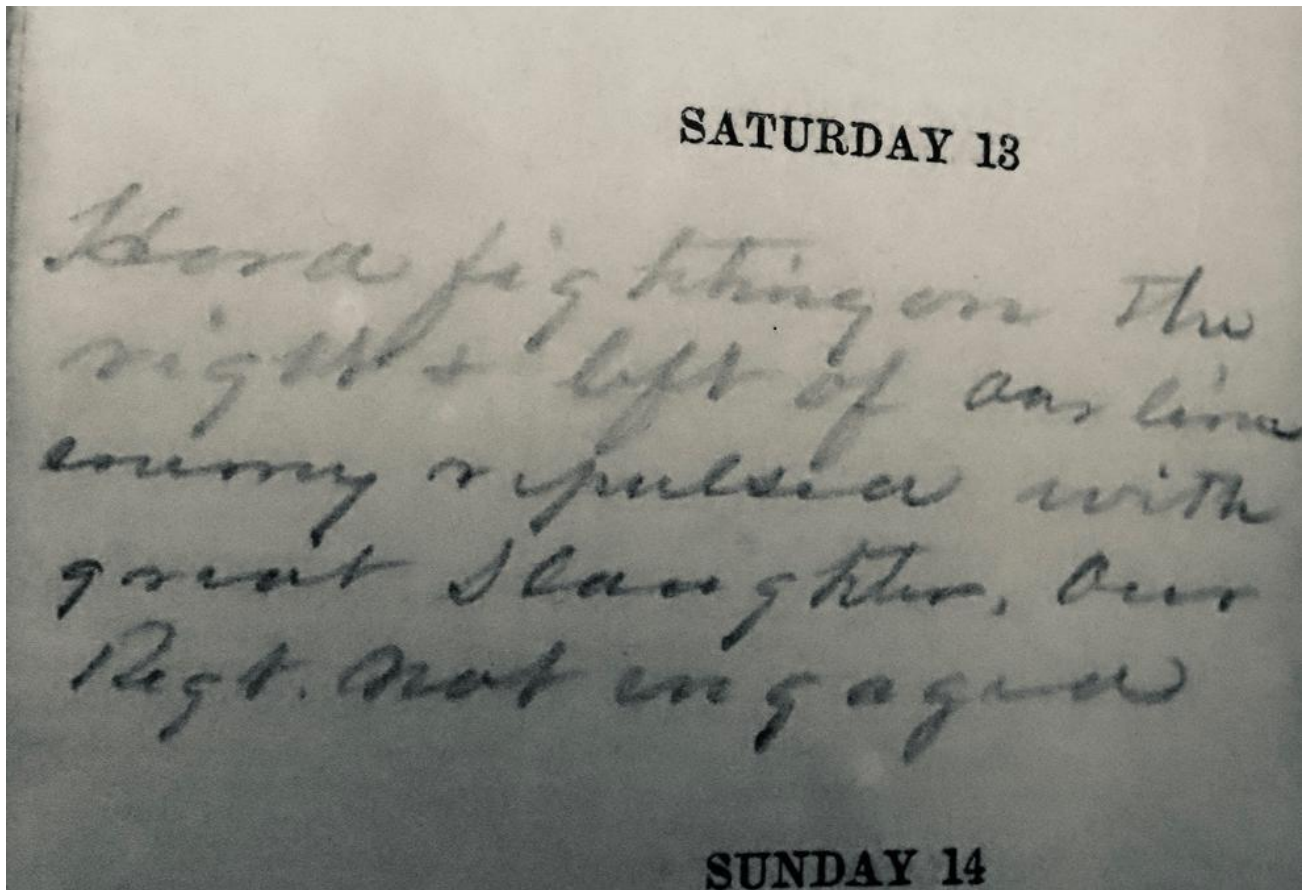 SATURDAY 13
Hard fighting on the
right & left of our line
enemy repulsed with
great Slaughter, Our
Regt. Not engaged
SUNDAY 14